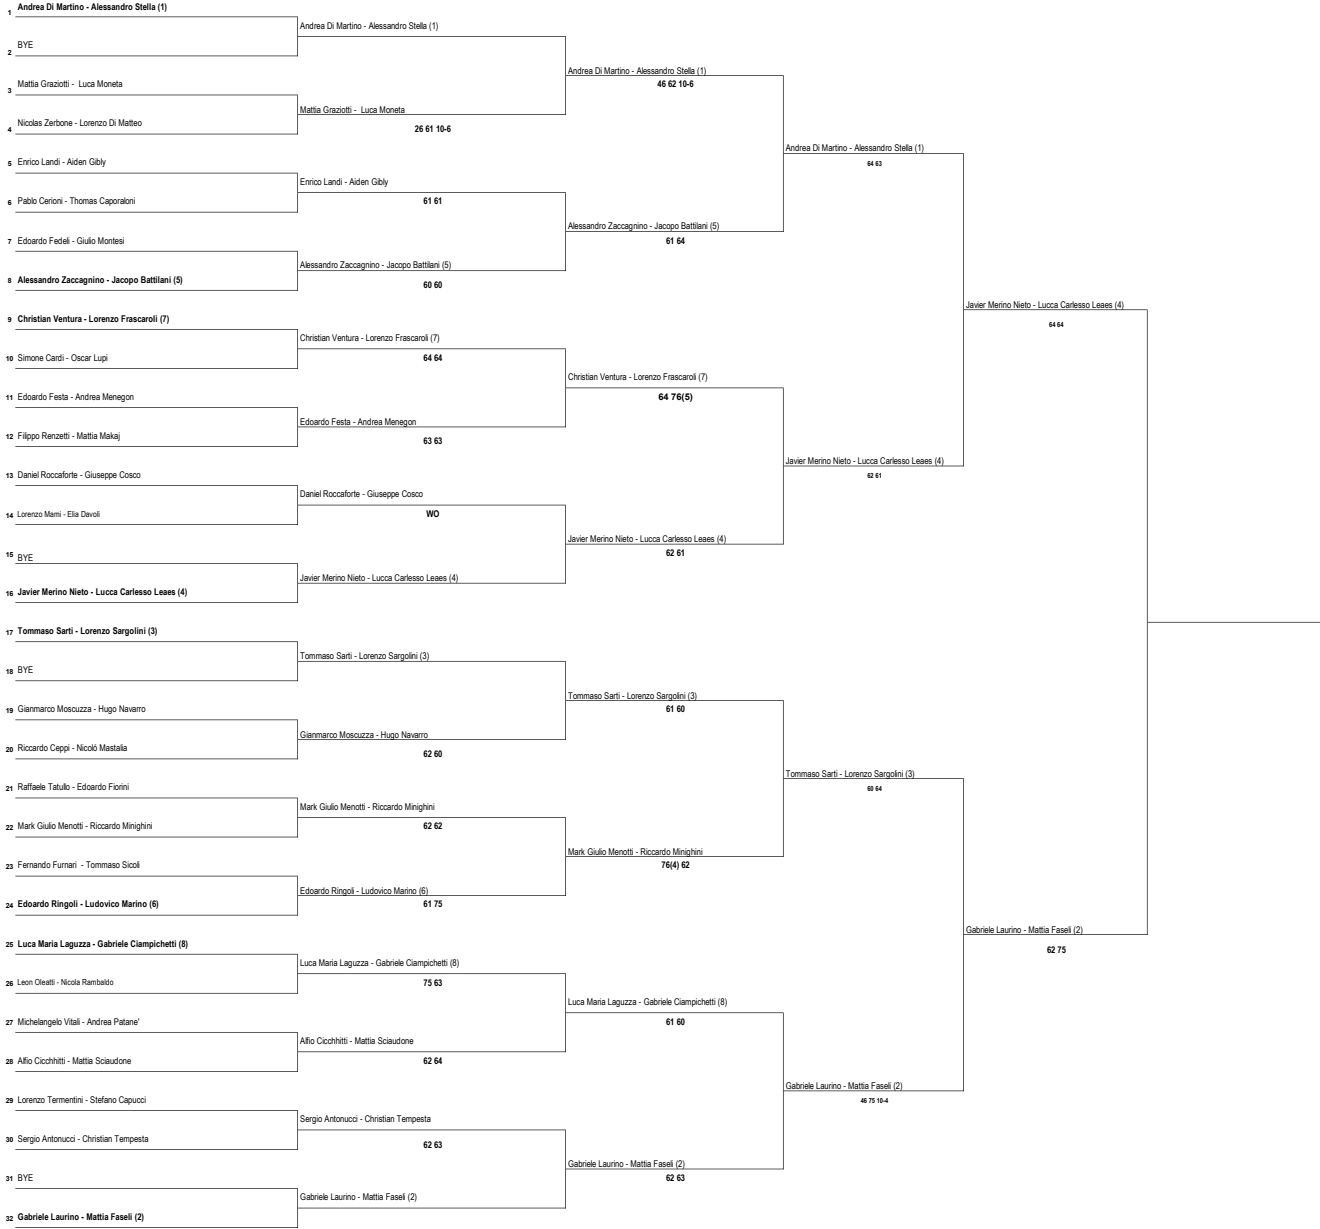 1 Andrea Di Martino - Alessandro Stella (1)
2 BYE
3 Mattia Graziotti - Luca Moneta
4 Nicolas Zerbone - Lorenzo Di Matteo
5 Enrico Landi - Aiden Gibly
6 Pablo Cerioni - Thomas Caporaloni
7 Edoardo Fedeli - Giulio Montesi
8 Alessandro Zaccagnino - Jacopo Battilani (5)
9 Christian Ventura - Lorenzo Frascaroli (7)
10 Simone Cardi - Oscar Lupi
11 Edoardo Festa - Andrea Menegon
12 Filippo Renzetti - Mattia Makaj
13 Daniel Roccaforte - Giuseppe Cosco
14 Lorenzo Mami - Elia Davoli
15 BYE
16 Javier Merino Nieto - Lucca Carlesso Leaes (4)
17 Tommaso Sarti - Lorenzo Sargolini (3)
18 BYE
19 Gianmarco Moscuzza - Hugo Navarro
20 Riccardo Ceppi - Nicoló Mastalia
21 Raffaele Tatullo - Edoardo Fiorini
22 Mark Giulio Menotti - Riccardo Minighini
23 Fernando Furnari - Tommaso Sicoli
24 Edoardo Ringoli - Ludovico Marino (6)
25 Luca Maria Laguzza - Gabriele Ciampichetti (8)
26 Leon Oleatti - Nicola Rambaldo
27 Michelangelo Vitali - Andrea Patane'
28 Alfio Cicchhitti - Mattia Sciaudone
29 Lorenzo Termentini - Stefano Capucci
30 Sergio Antonucci - Christian Tempesta
31 BYE
32 Gabriele Laurino - Mattia Faseli (2)
Andrea Di Martino - Alessandro Stella (1)
Mattia Graziotti - Luca Moneta
26 61 10-6
Enrico Landi - Aiden Gibly
61 61
Alessandro Zaccagnino - Jacopo Battilani (5)
60 60
Christian Ventura - Lorenzo Frascaroli (7)
64 64
Edoardo Festa - Andrea Menegon
63 63
Daniel Roccaforte - Giuseppe Cosco
WO
Javier Merino Nieto - Lucca Carlesso Leaes (4)
Tommaso Sarti - Lorenzo Sargolini (3)
Gianmarco Moscuzza - Hugo Navarro
62 60
Mark Giulio Menotti - Riccardo Minighini
62 62
Edoardo Ringoli - Ludovico Marino (6)
61 75
Luca Maria Laguzza - Gabriele Ciampichetti (8)
75 63
Alfio Cicchhitti - Mattia Sciaudone
62 64
Sergio Antonucci - Christian Tempesta
62 63
Gabriele Laurino - Mattia Faseli (2)
Andrea Di Martino - Alessandro Stella (1)
46 62 10-6
Alessandro Zaccagnino - Jacopo Battilani (5)
61 64
Christian Ventura - Lorenzo Frascaroli (7)
64 76(5)
Javier Merino Nieto - Lucca Carlesso Leaes (4)
62 61
Tommaso Sarti - Lorenzo Sargolini (3)
61 60
Mark Giulio Menotti - Riccardo Minighini
76(4) 62
Luca Maria Laguzza - Gabriele Ciampichetti (8)
61 60
Gabriele Laurino - Mattia Faseli (2)
62 63
Andrea Di Martino - Alessandro Stella (1)
64 63
Javier Merino Nieto - Lucca Carlesso Leaes (4)
62 61
Tommaso Sarti - Lorenzo Sargolini (3)
60 64
Gabriele Laurino - Mattia Faseli (2)
46 75 10-4
Javier Merino Nieto - Lucca Carlesso Leaes (4)
64 64
Gabriele Laurino - Mattia Faseli (2)
62 75